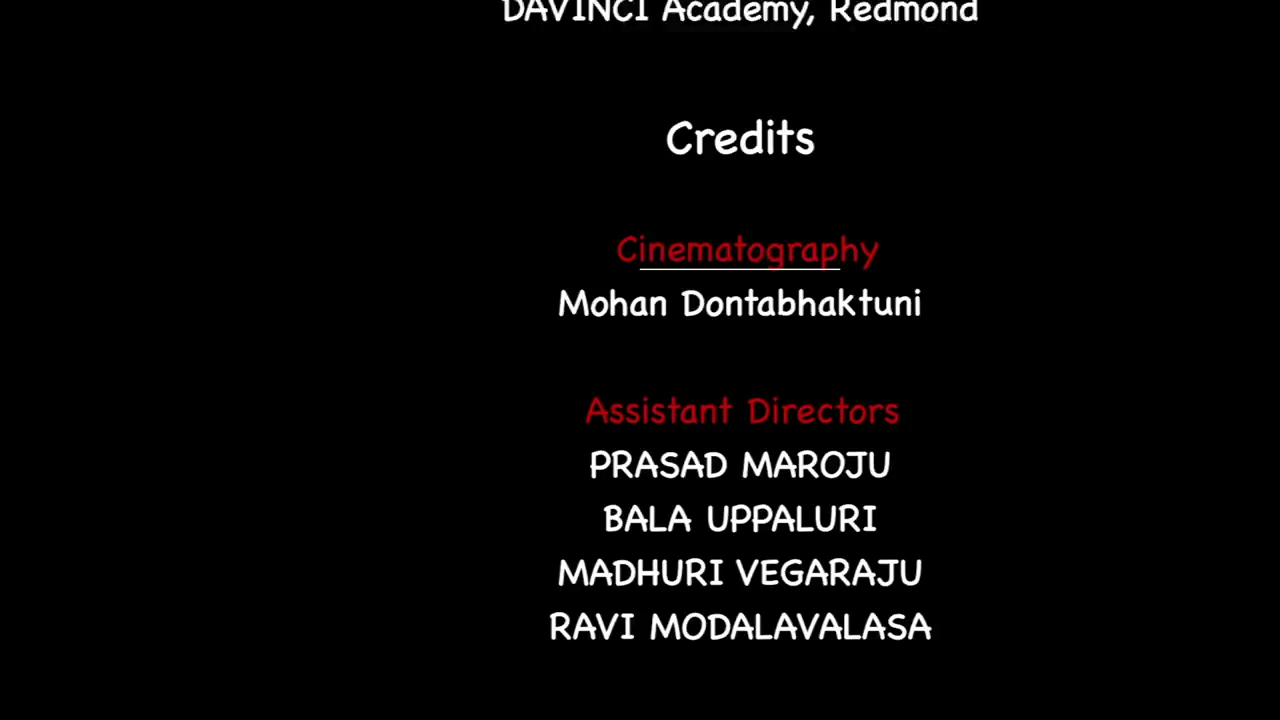 DAVINCI Academy, Redmond
Credits
Cinematography
Mohan Dontabhaktuni
Assistant Directors
PRASAD MAROJU
BALA UPPALURI
MADHURI VEGARAJU
RAVI MODALAVALASA